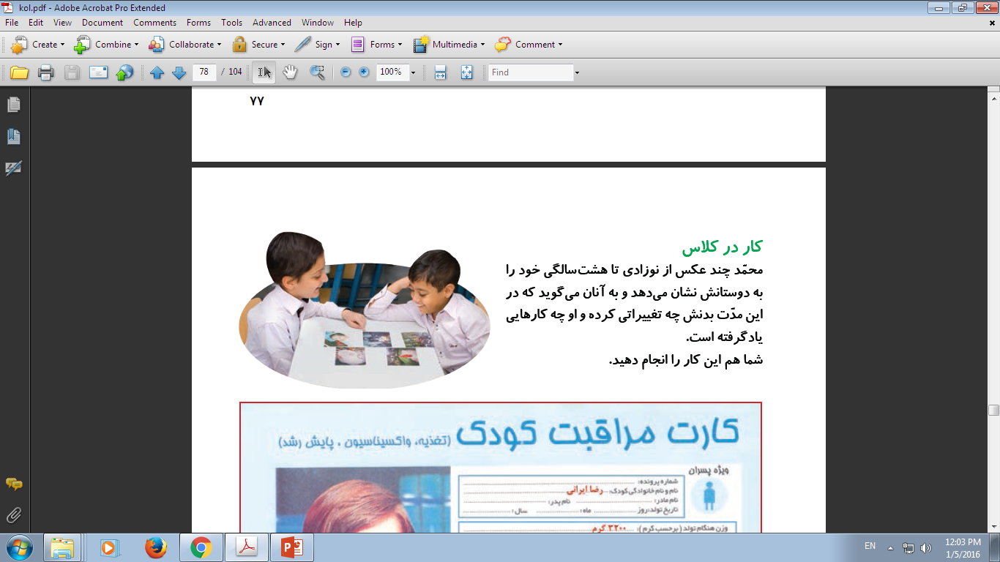 kol.pdf - Adobe Acrobat Pro Extended
File Edit View Document Comments Forms Tools Advanced Window Help
Create Combine Collaborate Secure Sign Forms Multimedia Comment
78 / 104 100% Find
۷۷
کار در کلاس
محمّد چند عکس از نوزادی تا هشت‌سالگی خود را
به دوستانش نشان می‌دهد و به آنان می‌گوید که در
این مدّت بدنش چه تغییراتی کرده و او چه کارهایی
یادگرفته است.
شما هم این کار را انجام دهید.
کارت مراقبت کودک (تغذیه، واکسیناسیون ، پایش رشد)
ویژه پسران
شماره پرونده:
نام و نام خانوادگی کودک: رضا ایرانی
نام مادر: نام پدر:
تاریخ تولد:روز ماه: سال:
وزن هنگام تولد ( برحسب گرم ): ۳۲۰۰ گرم
EN
12:03 PM
1/5/2016